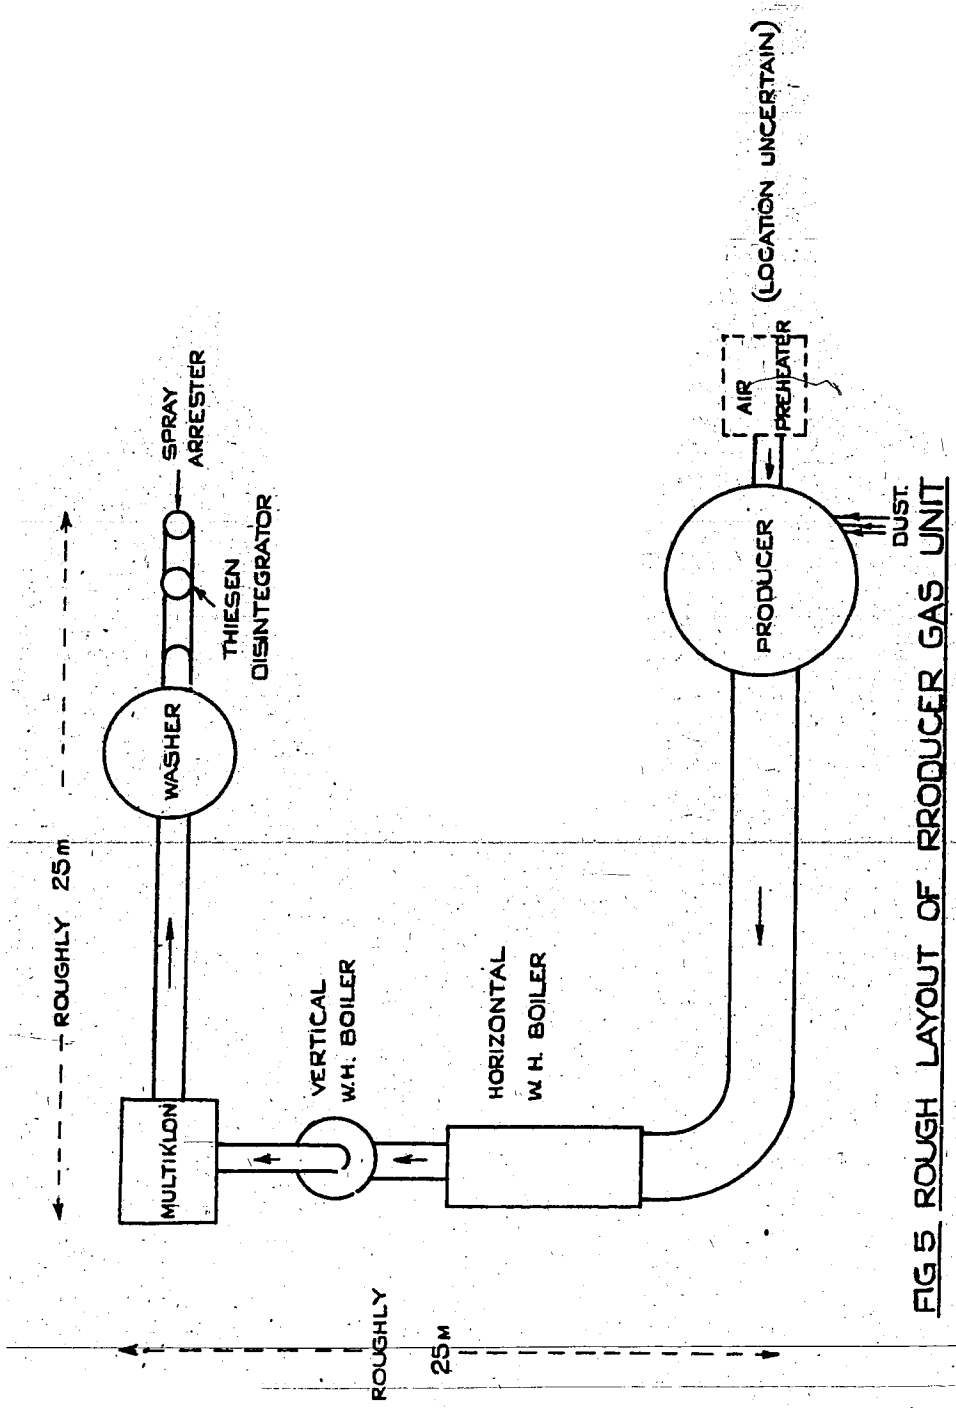 ROUGHLY 25M
MULTIKLON
WASHER
THIESEN
DISINTEGRATOR
SPRAY
ARRESTER
VERTICAL
W.H. BOILER
HORIZONTAL
W.H. BOILER
ROUGHLY
25M
PRODUCER
AIR
PREHEATER
(LOCATION UNCERTAIN)
DUST.
FIG 5 ROUGH LAYOUT OF RRODUCER GAS UNIT